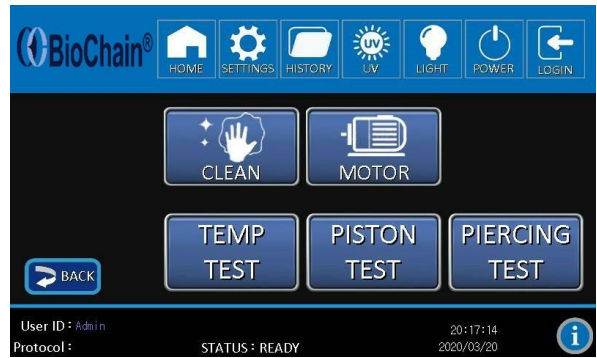 BioChain®
HOME
SETTINGS
HISTORY
UV
UV
LIGHT
POWER
LOGIN
CLEAN
MOTOR
TEMP
TEST
PISTON
TEST
PIERCING
TEST
BACK
User ID : Admin
20:17:14
Protocol :
STATUS : READY
2020/03/20
i